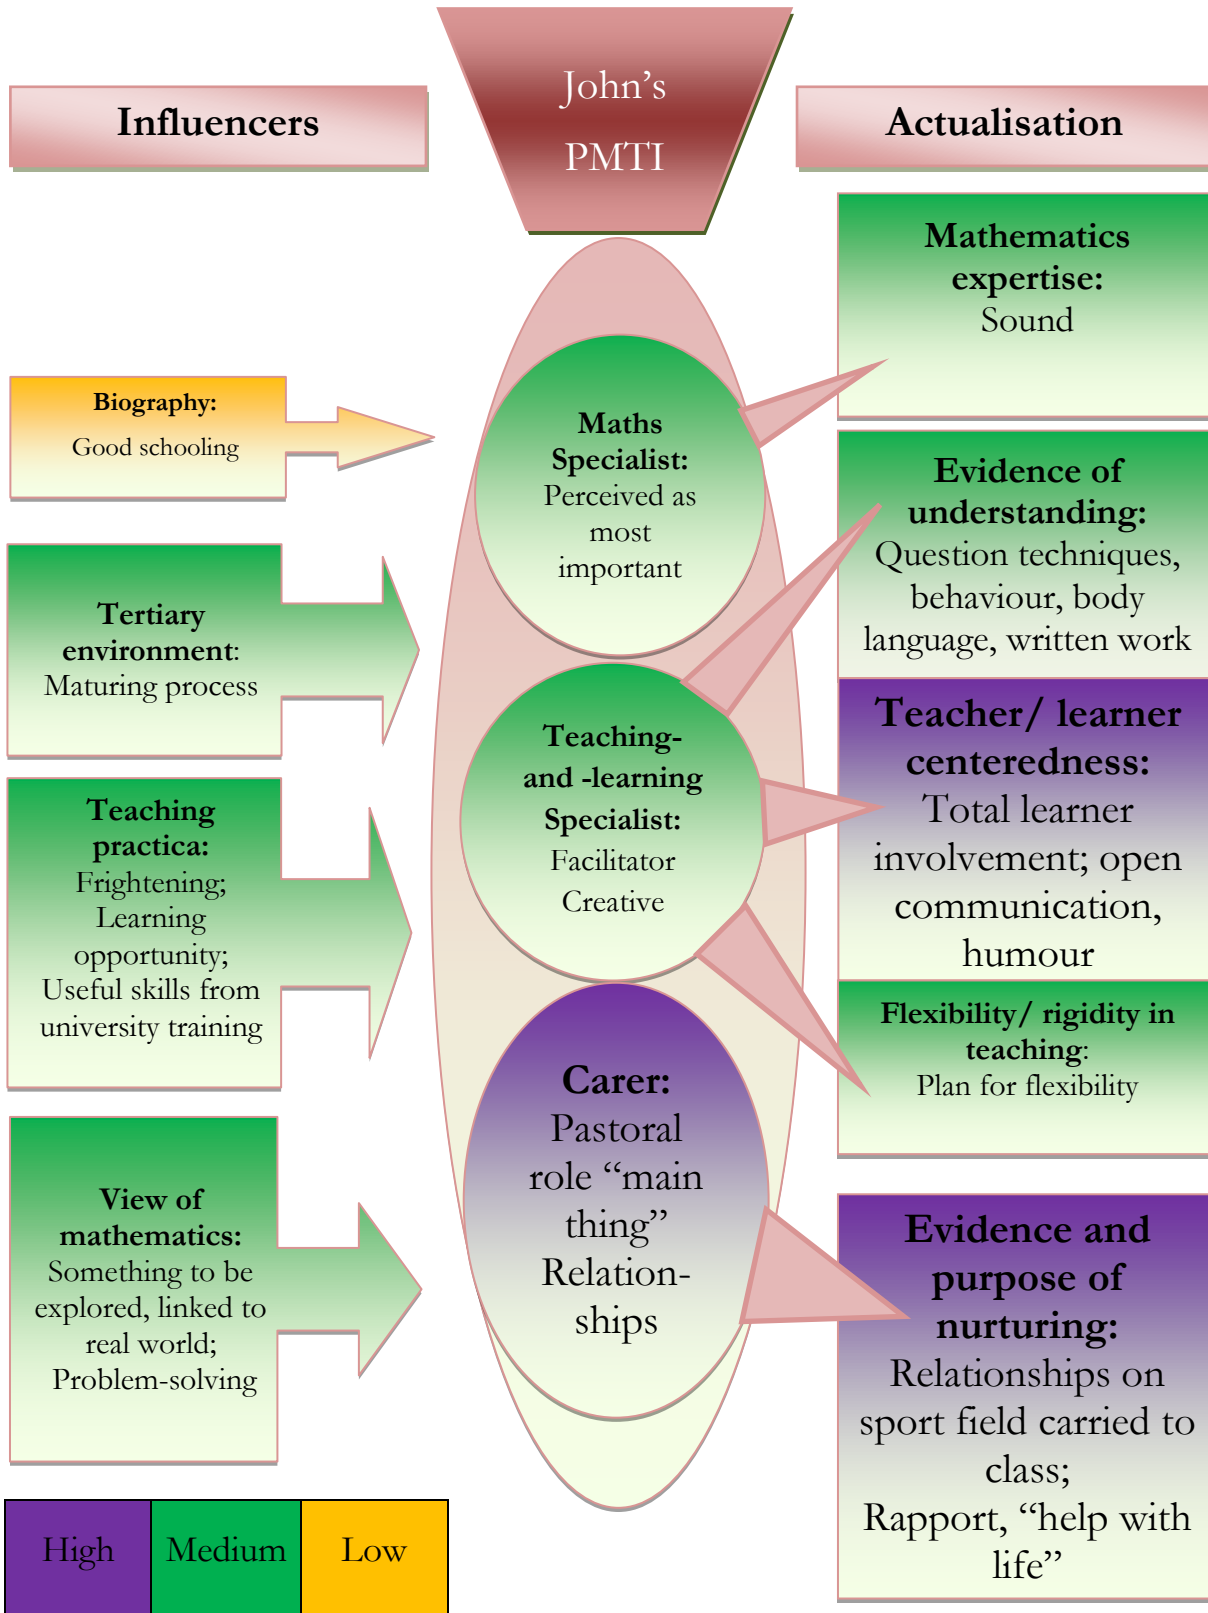 John's
PMTI
Influencers
Biography:
Good schooling
Tertiary
environment:
Maturing process
Teaching
practica:
Frightening;
Learning
opportunity;
Useful skills from
university training
View of
mathematics:
Something to be
explored, linked to
real world;
Problem-solving
Maths
Specialist:
Perceived as
most
important
Teaching-
and -learning
Specialist:
Facilitator
Creative
Carer:
Pastoral
role “main
thing”
Relation-
ships
Actualisation
Mathematics
expertise:
Sound
Evidence of
understanding:
Question techniques,
behaviour, body
language, written work
Teacher/ learner
centeredness:
Total learner
involvement; open
communication,
humour
Flexibility/ rigidity in
teaching:
Plan for flexibility
Evidence and
purpose of
nurturing:
Relationships on
sport field carried to
class;
Rapport, “help with
life”
High Medium Low